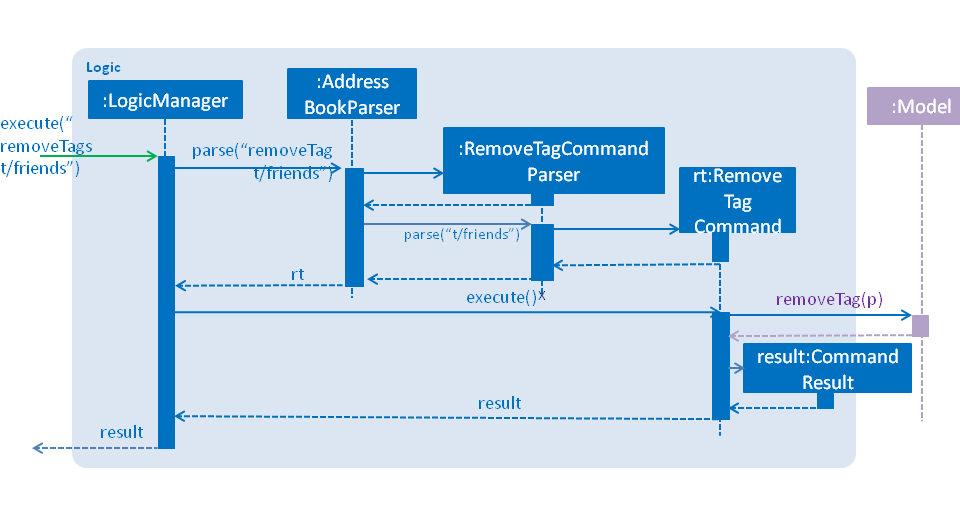 Logic
:LogicManager
:Address
BookParser
:Model
execute("
removeTags
t/friends")
parse("removeTag
t/friends")
:RemoveTagCommand
Parser
rt:Remove
Tag
Command
parse("t/friends")
rt
execute()
X
removeTag(p)
result:Command
Result
result
result